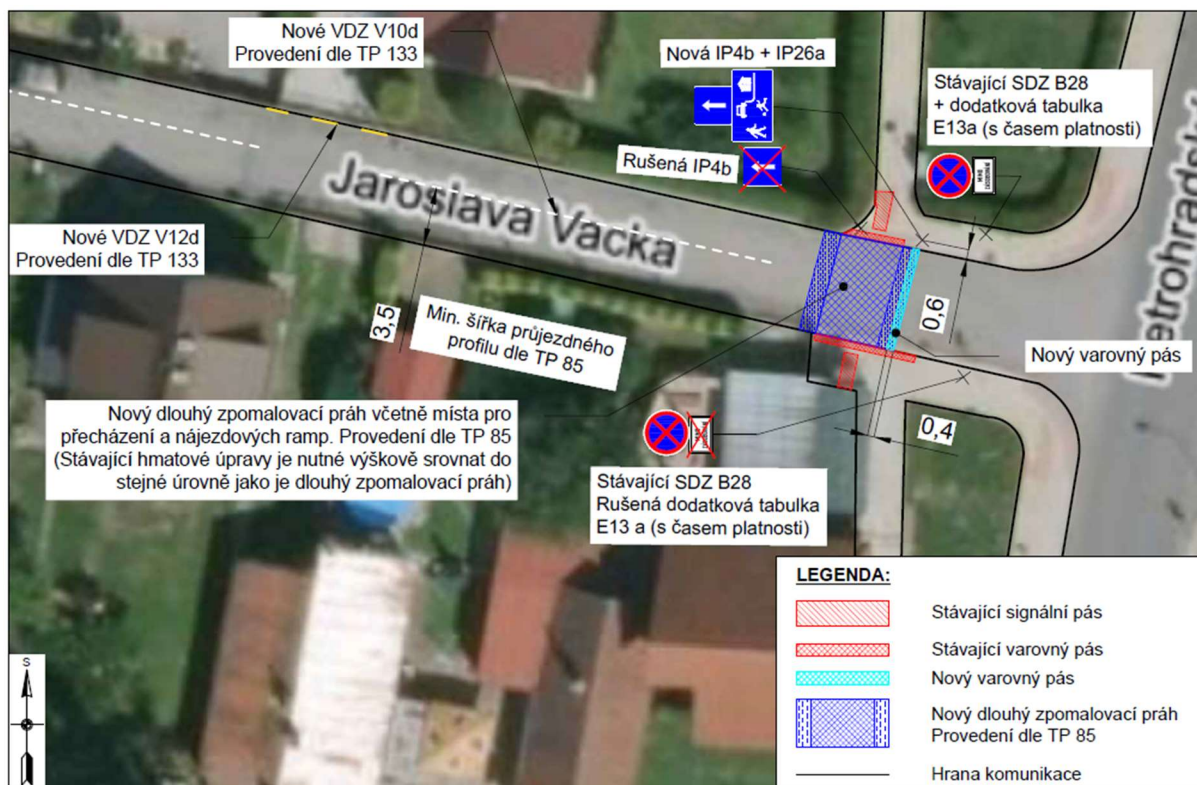 Nové VDZ V10d
Provedení dle TP 133
Nová IP4b + IP26a
Stávající SDZ B28
+ dodatková tabulka
E13a (s časem platnosti)
Rušená IP4b
Jaroslava Vacka
Nové VDZ V12d
Provedení dle TP 133
3,5
Min. šířka průjezdného
profilu dle TP 85
0,6
Nový varovný pás
Nový dlouhý zpomalovací práh včetně místa pro
přecházení a nájezdových ramp. Provedení dle TP 85
(Stávající hmatové úpravy je nutné výškově srovnat do
stejné úrovně jako je dlouhý zpomalovací práh)
0,4
Stávající SDZ B28
Rušená dodatková tabulka
E13 a (s časem platnosti)
LEGENDA:
Stávající signální pás
Stávající varovný pás
Nový varovný pás
Nový dlouhý zpomalovací práh
Provedení dle TP 85
Hrana komunikace
S